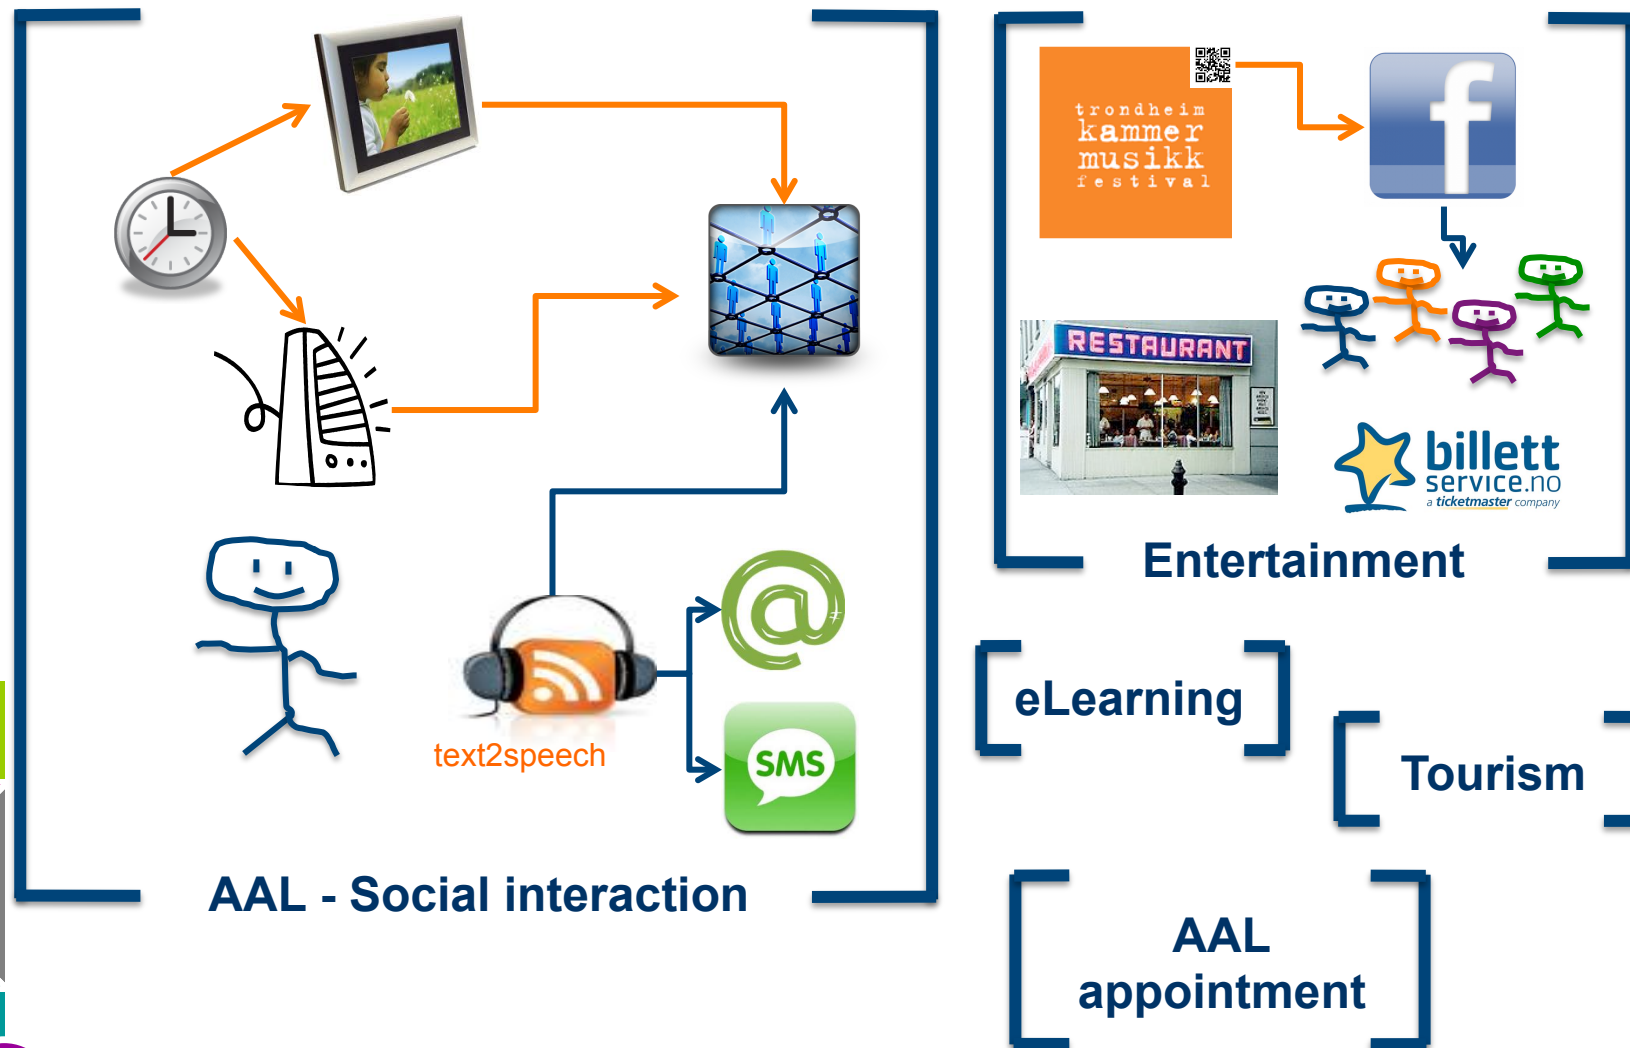 text2speech
SMS
AAL - Social interaction
trondheim
kammer
musikk
festival
f
RESTAURANT
billett
service.no
a ticketmaster company
Entertainment
eLearning
Tourism
AAL
appointment